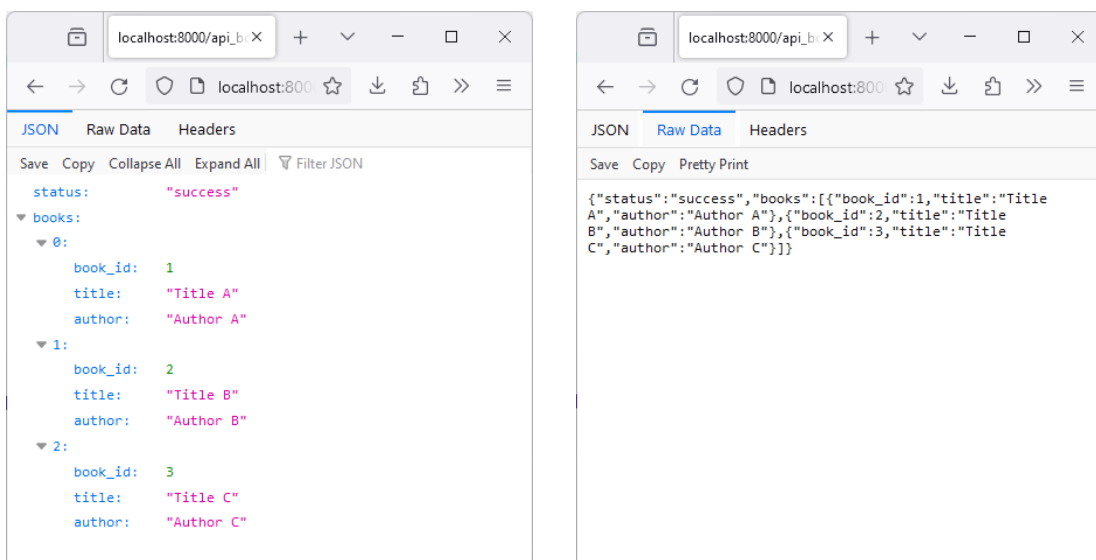 localhost:8000/api_bo
localhost:800
JSON Raw Data Headers
Save Copy Collapse All Expand All Filter JSON
status: "success"
books:
0:
book_id: 1
title: "Title A"
author: "Author A"
1:
book_id: 2
title: "Title B"
author: "Author B"
2:
book_id: 3
title: "Title C"
author: "Author C"
localhost:8000/api_bo
localhost:800
JSON Raw Data Headers
Save Copy Pretty Print
{"status":"success","books":[{"book_id":1,"title":"Title
A","author":"Author A"},{"book_id":2,"title":"Title
B","author":"Author B"},{"book_id":3,"title":"Title
C","author":"Author C"}]}